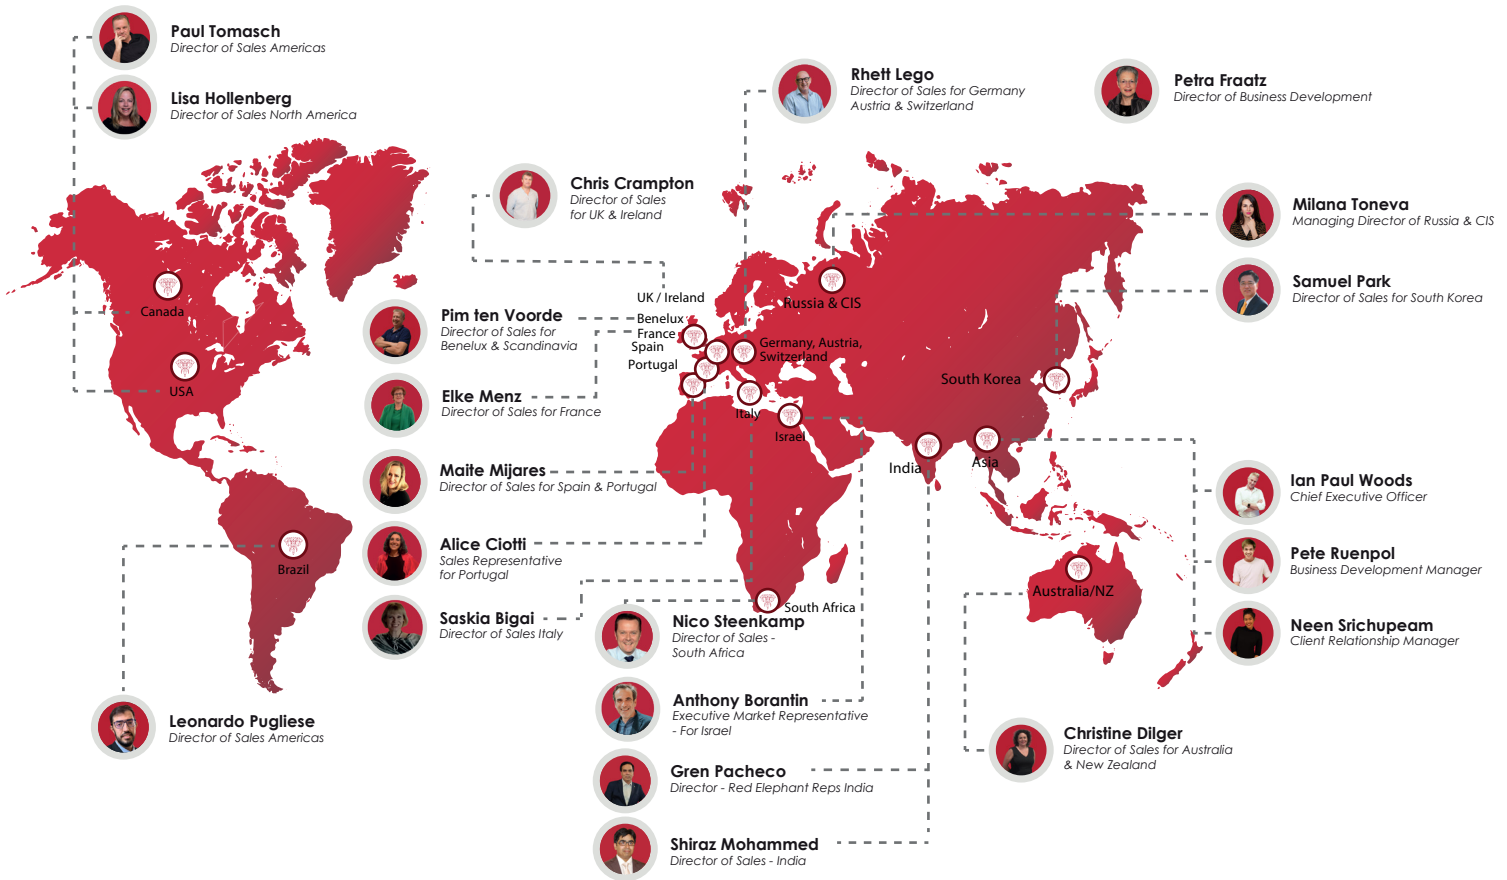 Paul Tomasch
Director of Sales Americas
Lisa Hollenberg
Director of Sales North America
Rhett Lego
Director of Sales for Germany
Austria & Switzerland
Petra Fraatz
Director of Business Development
Chris Crampton
Director of Sales
for UK & Ireland
Milana Toneva
Managing Director of Russia & CIS
Samuel Park
Director of Sales for South Korea
Canada
USA
UK / Ireland
Benelux
France
Spain
Portugal
Russia & CIS
Germany, Austria,
Switzerland
South Korea
Italy
Israel
India
Asia
Pim ten Voorde
Director of Sales for
Benelux & Scandinavia
Elke Menz
Director of Sales for France
Maite Mijares
Director of Sales for Spain & Portugal
Alice Ciotti
Sales Representative
for Portugal
Saskia Bigai
Director of Sales Italy
Ian Paul Woods
Chief Executive Officer
Pete Ruenpol
Business Development Manager
Neen Srichupeam
Client Relationship Manager
Brazil
Australia/NZ
South Africa
Nico Steenkamp
Director of Sales -
South Africa
Anthony Borantin
Executive Market Representative
- For Israel
Gren Pacheco
Director - Red Elephant Reps India
Shiraz Mohammed
Director of Sales - India
Leonardo Pugliese
Director of Sales Americas
Christine Dilger
Director of Sales for Australia
& New Zealand